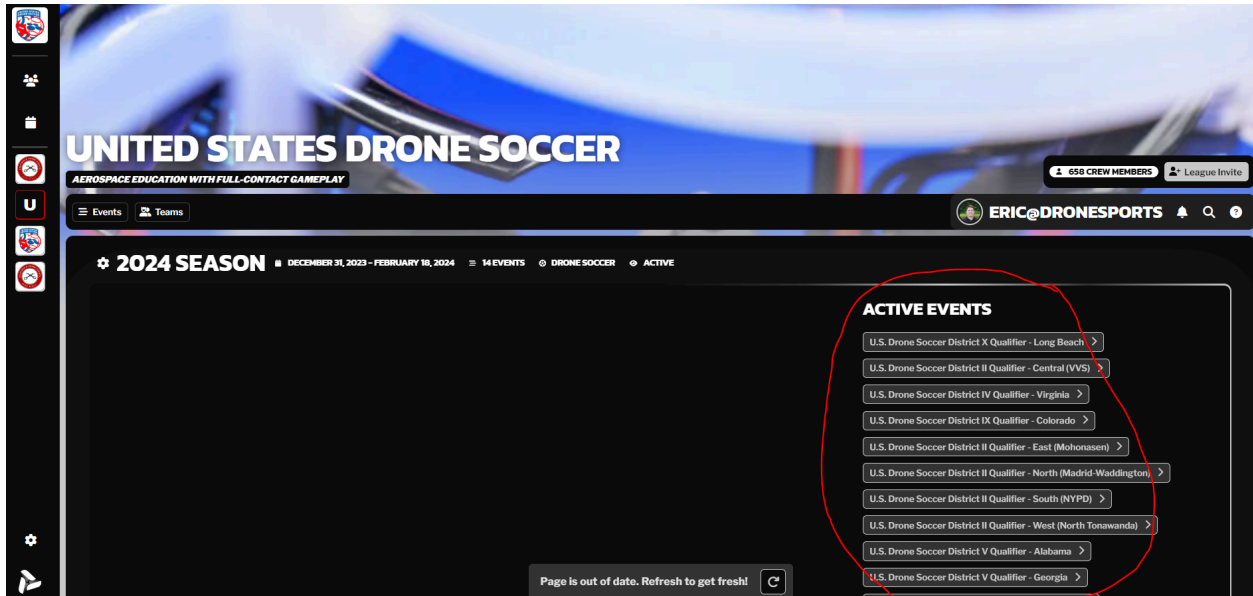 UNITED STATES DRONE SOCCER
AEROSPACE EDUCATION WITH FULL-CONTACT GAMEPLAY
658 CREW MEMBERS
League Invite
Events
Teams
ERIC@DRONESPORTS
U
2024 SEASON
DECEMBER 31, 2023 - FEBRUARY 18, 2024
14 EVENTS
DRONE SOCCER
ACTIVE
ACTIVE EVENTS
U.S. Drone Soccer District X Qualifier - Long Beach
U.S. Drone Soccer District II Qualifier - Central (VVS)
U.S. Drone Soccer District IV Qualifier - Virginia
U.S. Drone Soccer District IX Qualifier - Colorado
U.S. Drone Soccer District II Qualifier - East (Mohonasen)
U.S. Drone Soccer District II Qualifier - North (Madrid-Waddington)
U.S. Drone Soccer District II Qualifier - South (NYPD)
U.S. Drone Soccer District II Qualifier - West (North Tonawanda)
U.S. Drone Soccer District V Qualifier - Alabama
U.S. Drone Soccer District V Qualifier - Georgia
Page is out of date. Refresh to get fresh!